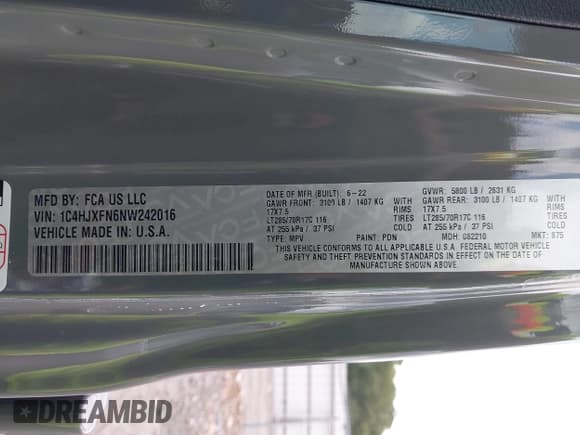 MFD BY: FCA US LLC
VIN: 1C4HJXFN6NW242016
VEHICLE MADE IN: U.S.A.
DATE OF MFR (BUILT): 6-22 GVWR: 5800 LB / 2631 KG
GAWR FRONT: 3101 LB / 1407 KG WITH GAWR REAR: 3100 LB / 1407 KG WITH
17X7.5 RIMS 17X7.5 RIMS
LT285/70R17C 116 TIRES LT285/70R17C 116 TIRES
AT 255 kPa / 37 PSI COLD AT 255 kPa / 37 PSI COLD
TYPE: MPV PAINT: PDN MDH: 062210 MKT: 875
THIS VEHICLE CONFORMS TO ALL APPLICABLE U.S.A. FEDERAL MOTOR VEHICLE
SAFETY AND THEFT PREVENTION STANDARDS IN EFFECT ON THE DATE OF
MANUFACTURE SHOWN ABOVE.
DREAMBID